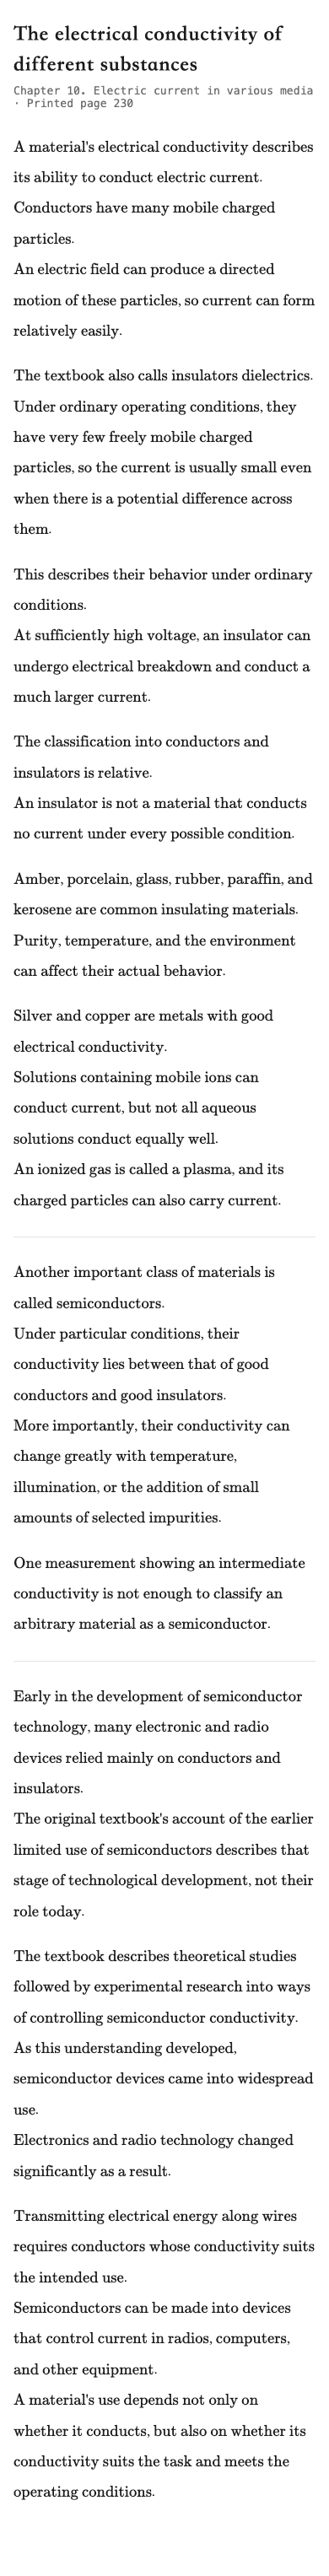 The electrical conductivity of
different substances
Chapter 10. Electric current in various media
· Printed page 230
A material's electrical conductivity describes
its ability to conduct electric current.
Conductors have many mobile charged
particles.
An electric field can produce a directed
motion of these particles, so current can form
relatively easily.
The textbook also calls insulators dielectrics.
Under ordinary operating conditions, they
have very few freely mobile charged
particles, so the current is usually small even
when there is a potential difference across
them.
This describes their behavior under ordinary
conditions.
At sufficiently high voltage, an insulator can
undergo electrical breakdown and conduct a
much larger current.
The classification into conductors and
insulators is relative.
An insulator is not a material that conducts
no current under every possible condition.
Amber, porcelain, glass, rubber, paraffin, and
kerosene are common insulating materials.
Purity, temperature, and the environment
can affect their actual behavior.
Silver and copper are metals with good
electrical conductivity.
Solutions containing mobile ions can
conduct current, but not all aqueous
solutions conduct equally well.
An ionized gas is called a plasma, and its
charged particles can also carry current.
Another important class of materials is
called semiconductors.
Under particular conditions, their
conductivity lies between that of good
conductors and good insulators.
More importantly, their conductivity can
change greatly with temperature,
illumination, or the addition of small
amounts of selected impurities.
One measurement showing an intermediate
conductivity is not enough to classify an
arbitrary material as a semiconductor.
Early in the development of semiconductor
technology, many electronic and radio
devices relied mainly on conductors and
insulators.
The original textbook's account of the earlier
limited use of semiconductors describes that
stage of technological development, not their
role today.
The textbook describes theoretical studies
followed by experimental research into ways
of controlling semiconductor conductivity.
As this understanding developed,
semiconductor devices came into widespread
use.
Electronics and radio technology changed
significantly as a result.
Transmitting electrical energy along wires
requires conductors whose conductivity suits
the intended use.
Semiconductors can be made into devices
that control current in radios, computers,
and other equipment.
A material's use depends not only on
whether it conducts, but also on whether its
conductivity suits the task and meets the
operating conditions.